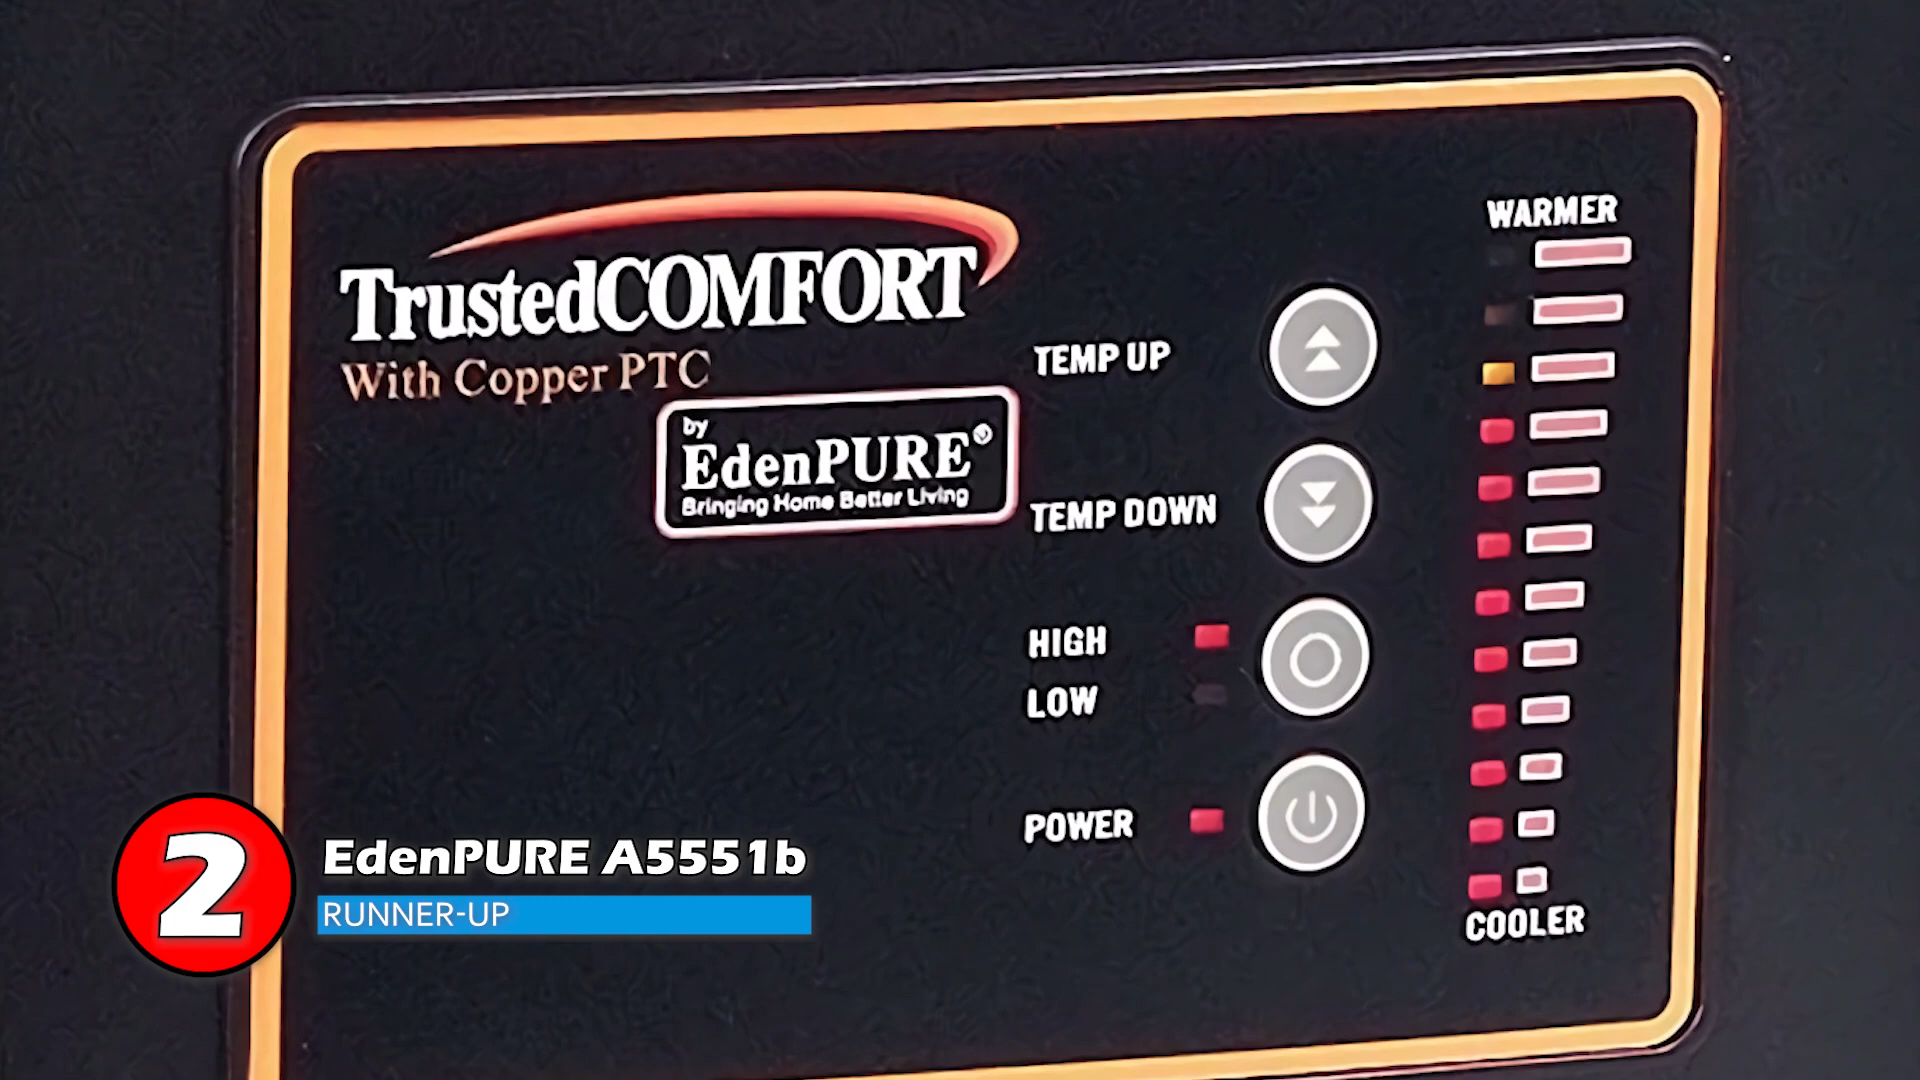 TrustedCOMFORT
With Copper PTC
by
EdenPURE®
Bringing Home Better Living
TEMP UP
TEMP DOWN
HIGH
LOW
POWER
WARMER
COOLER
2
EdenPURE A5551b
RUNNER-UP